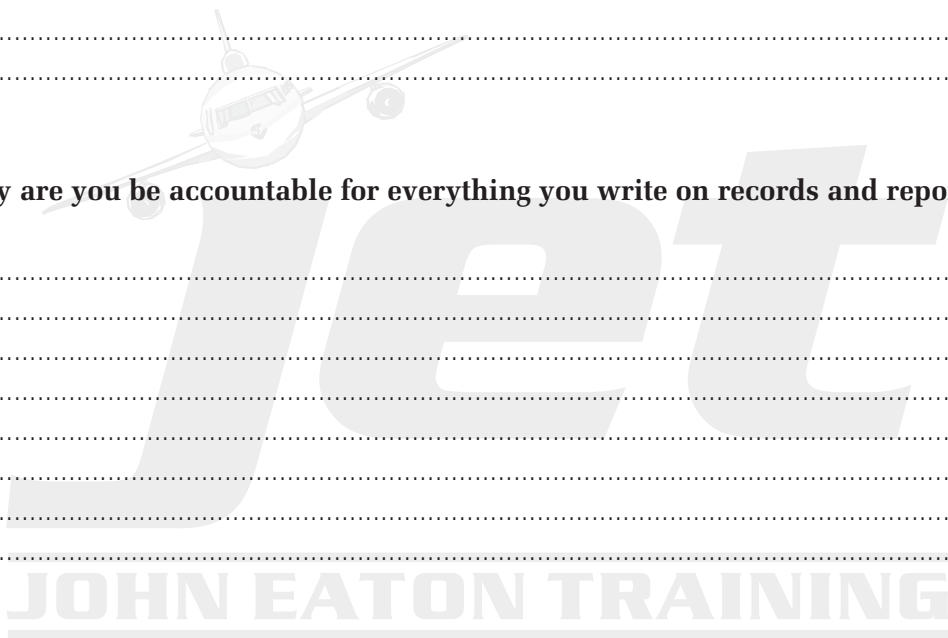 y are you be accountable for everything you write on records and repo
jet
JOHN EATON TRAINING